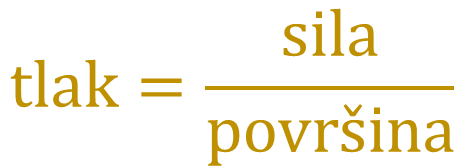 tlak = sila
površina